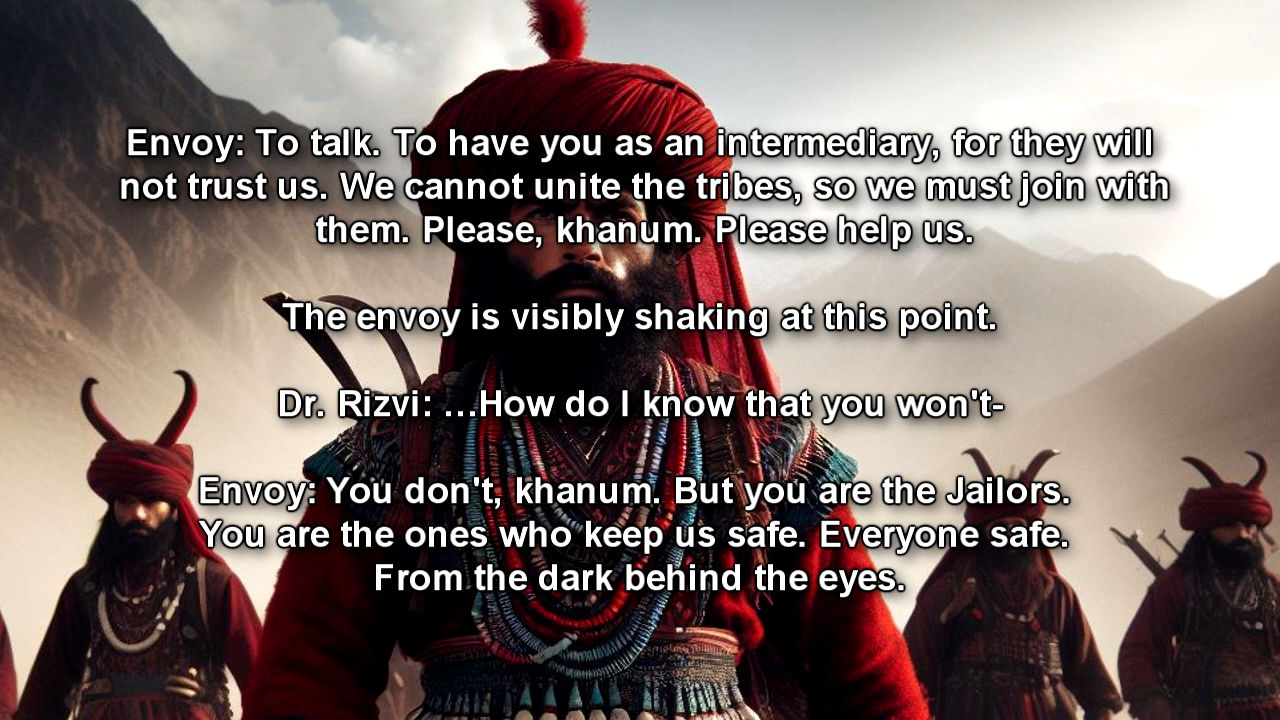 Envoy: To talk. To have you as an intermediary, for they will
not trust us. We cannot unite the tribes, so we must join with
them. Please, khanum. Please help us.
The envoy is visibly shaking at this point.
Dr. Rizvi: …How do I know that you won't-
Envoy: You don't, khanum. But you are the Jailors.
You are the ones who keep us safe. Everyone safe.
From the dark behind the eyes.